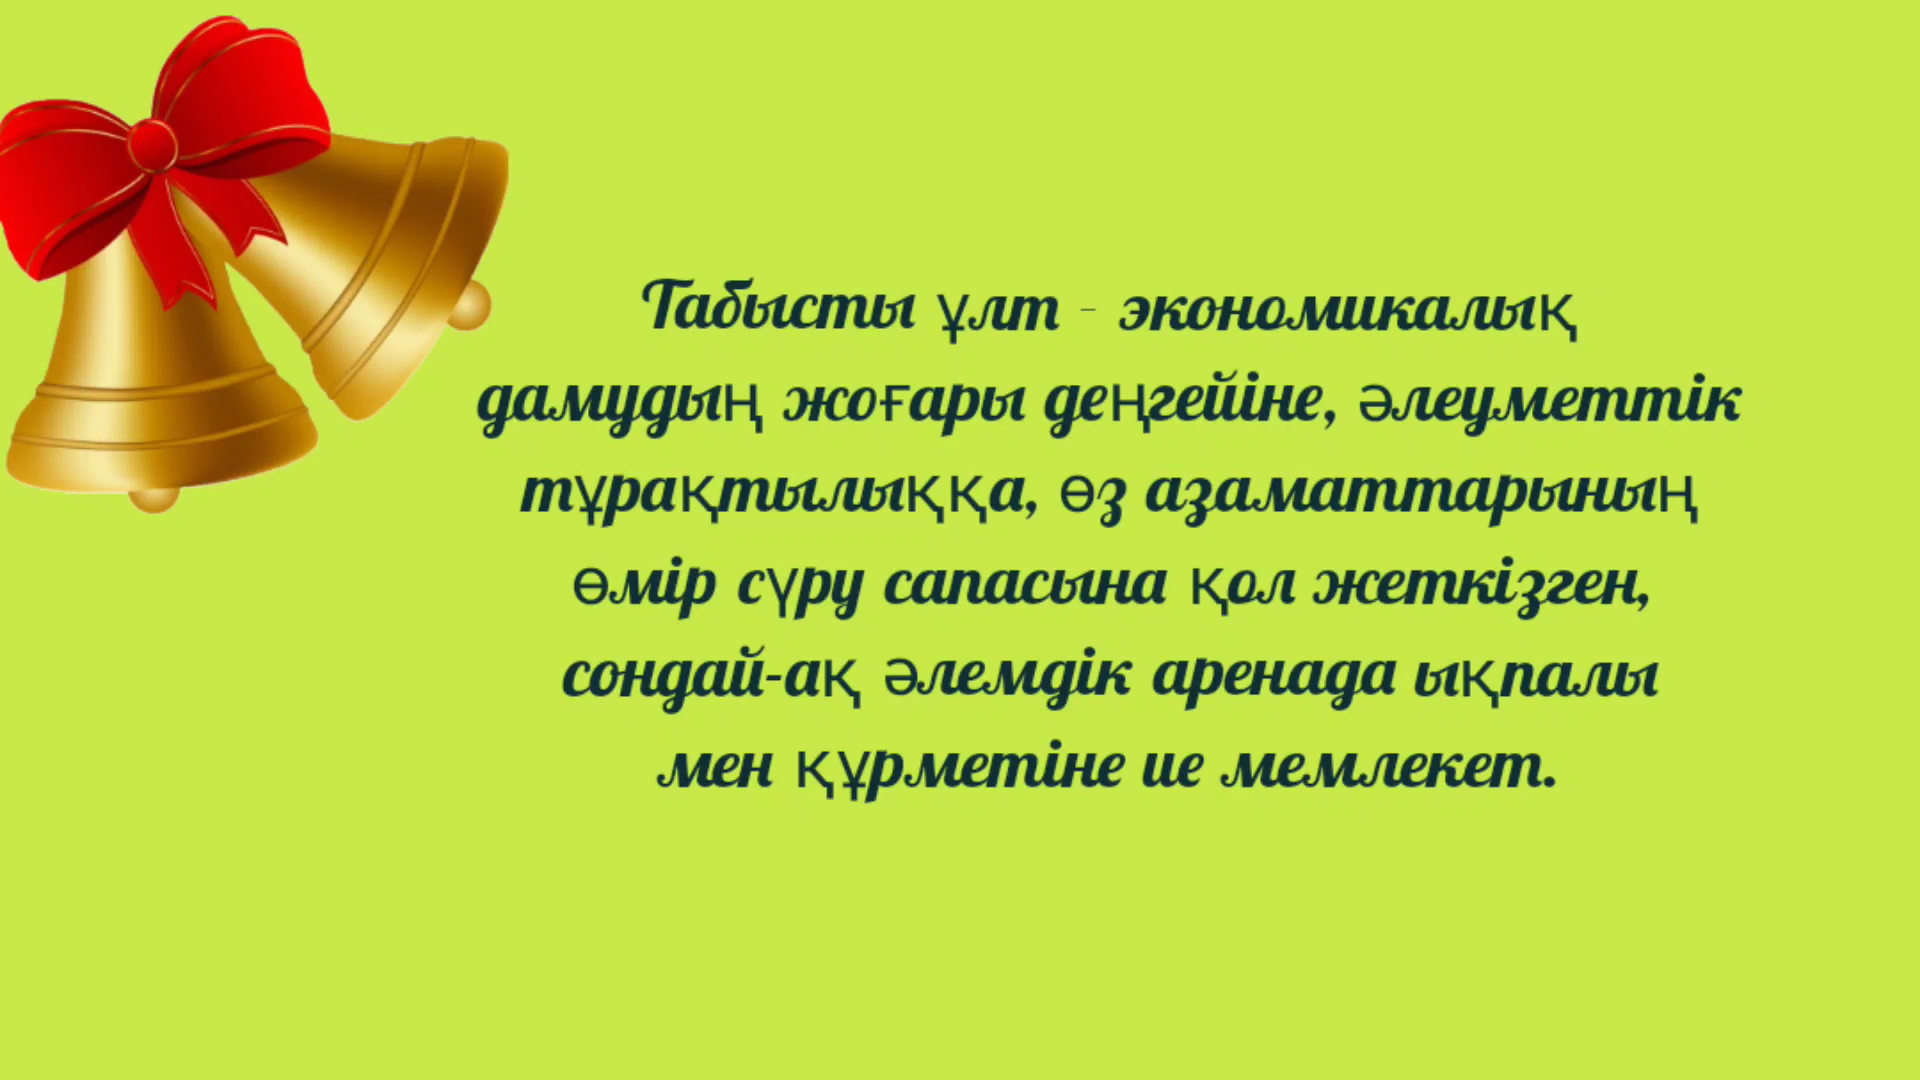 Табысты ұлт - экономикалық
дамудың жоғары деңгейіне, әлеуметтік
тұрақтылыққа, өз азаматтарының
өмір сүру сапасына қол жеткізген,
сондай-ақ әлемдік аренада ықпалы
мен құрметіне ие мемлекет.